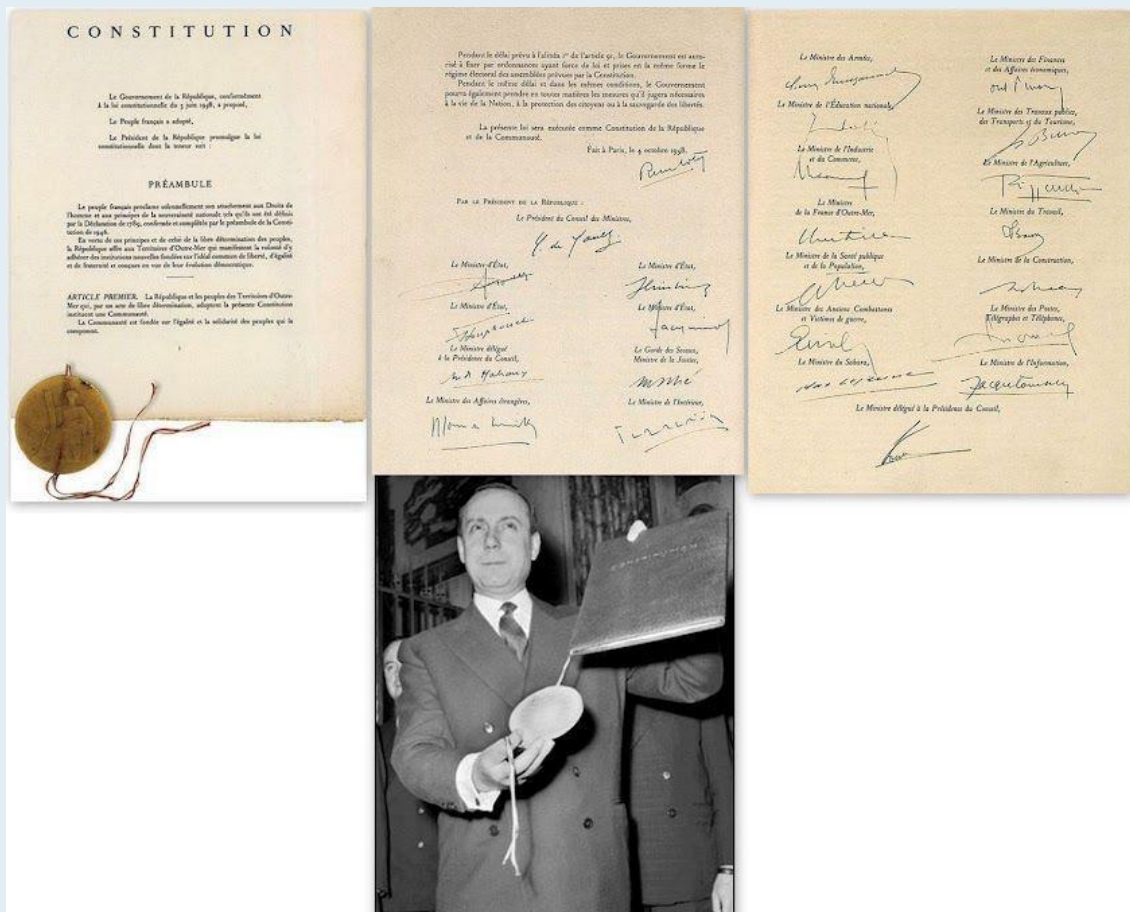 CONSTITUTION
Le Gouvernement de la République, conformément
à la loi constitutionnelle du 3 juin 1958, a proposé,
Le Peuple français a adopté,
Le Président de la République promulgue la loi
constitutionnelle dont la teneur suit :
PRÉAMBULE
Le peuple français proclame solennellement son attachement aux Droits de
l'homme et aux principes de la souveraineté nationale tels qu'ils ont été définis
par la Déclaration de 1789, confirmée et complétée par le préambule de la Consti-
tution de 1946.
En vertu de ces principes et de celui de la libre détermination des peuples,
la République offre aux Territoires d'Outre-Mer qui manifestent la volonté d'y
adhérer des institutions nouvelles fondées sur l'idéal commun de liberté, d'égalité
et de fraternité et conçues en vue de leur évolution démocratique.
ARTICLE PREMIER. La République et les peuples des Territoires d'Outre-
Mer qui, par un acte de libre détermination, adoptent la présente Constitution
instituent une Communauté.
La Communauté est fondée sur l'égalité et la solidarité des peuples qui la
composent.
Pendant le délai prévu à l'alinéa 1er de l'article 91, le Gouvernement est auto-
risé à fixer par ordonnances ayant force de loi et prises en la même forme le
régime électoral des assemblées prévues par la Constitution.
Pendant le même délai et dans les mêmes conditions, le Gouvernement
pourra également prendre en toutes matières les mesures qu'il jugera nécessaires
à la vie de la Nation, à la protection des citoyens ou à la sauvegarde des libertés.
La présente loi sera exécutée comme Constitution de la République
et de la Communauté.
Fait à Paris, le 4 octobre 1958.
PAR LE PRÉSIDENT DE LA RÉPUBLIQUE :
Le Président du Conseil des Ministres,
Le Ministre d'État, Le Ministre d'État,
Le Ministre d'État, Le Ministre d'État,
Le Ministre délégué Le Garde des Sceaux,
à la Présidence du Conseil, Ministre de la Justice,
Le Ministre des Affaires étrangères, Le Ministre de l'Intérieur,
Le Ministre des Armées, Le Ministre des Finances
et des Affaires économiques,
Le Ministre de l'Éducation nationale, Le Ministre des Travaux publics,
des Transports et du Tourisme,
Le Ministre de l'Industrie Le Ministre de l'Agriculture,
et du Commerce,
Le Ministre Le Ministre du Travail,
de la France d'Outre-Mer,
Le Ministre de la Santé publique Le Ministre de la Construction,
et de la Population,
Le Ministre des Anciens Combattants Le Ministre des Postes,
et Victimes de guerre, Télégraphes et Téléphones,
Le Ministre du Sahara, Le Ministre de l'Information,
Le Ministre délégué à la Présidence du Conseil,